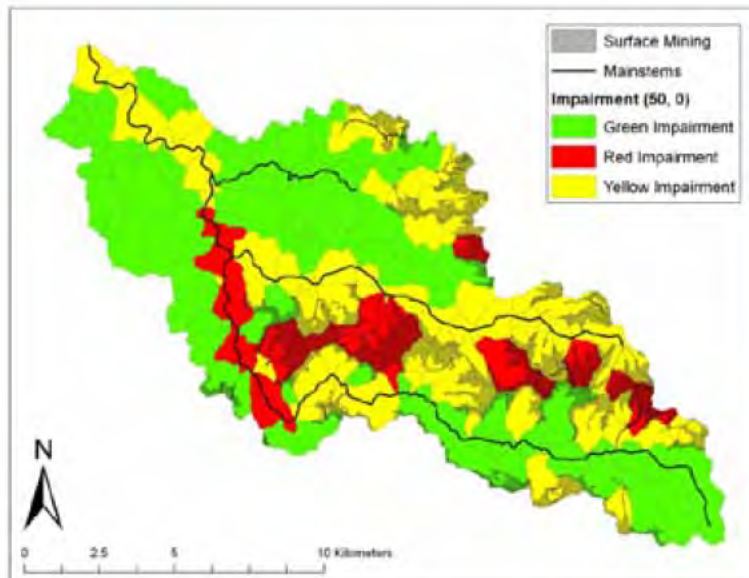 Surface Mining
Mainstems
Impairment (50, 0)
Green Impairment
Red Impairment
Yellow Impairment
N
0 2.5 5 10 Kilometers